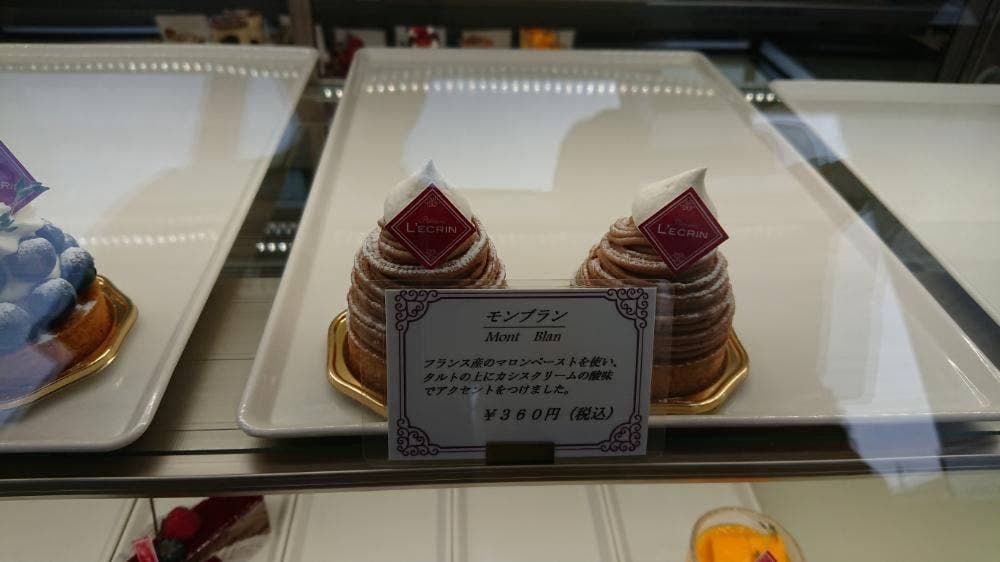 L'ECRIN
L'ECRIN
モンブラン
Mont Blan
フランス産のマロンペーストを使い、
タルトの上にカシスクリームの酸味
でアクセントをつけました。
￥３６０円（税込）